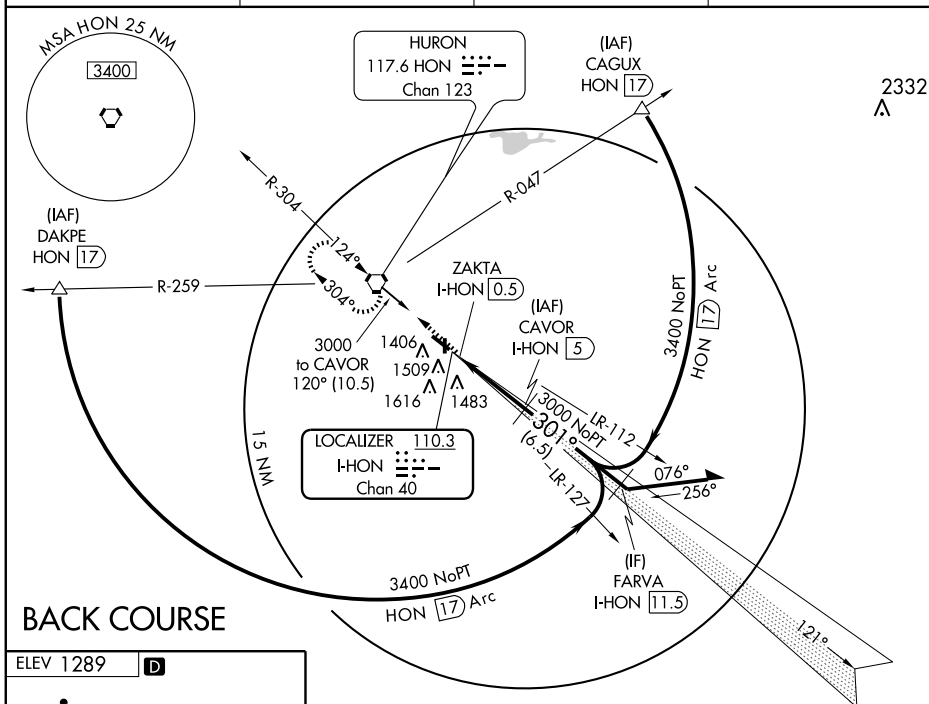 MSA HON 25 NM
3400
HURON
117.6 HON
Chan 123
(IAF)
CAGUX
HON 17
2332
R-304
R-047
(IAF)
DAKPE
HON 17
124°
304°
R-259
ZAKTA
I-HON 0.5
(IAF)
CAVOR
I-HON 5
3400 NoPT
HON 17 Arc
3000
to CAVOR
120° (10.5)
1406
1509
1616
1483
3000 NoPT
301°
(6.5)
LR-112
LR-127
LOCALIZER 110.3
I-HON
Chan 40
15 NM
076°
256°
(IF)
FARVA
I-HON 11.5
3400 NoPT
HON 17 Arc
121°
BACK COURSE
ELEV 1289 D